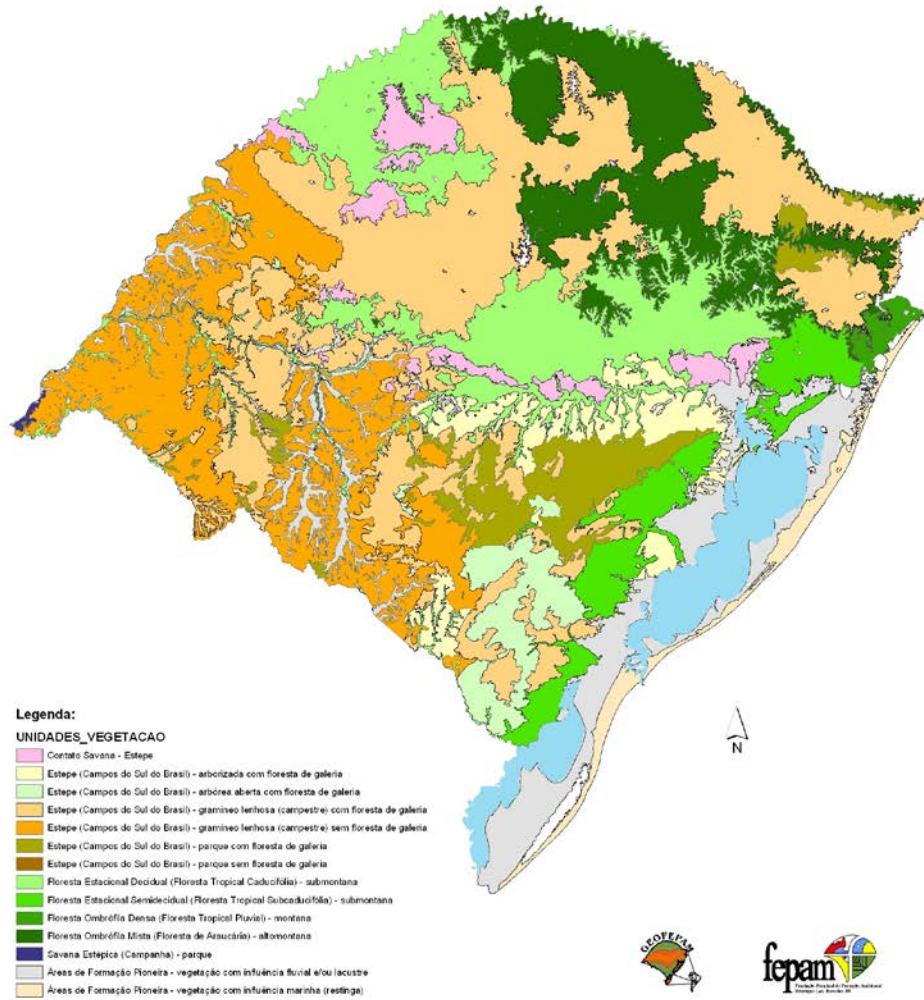 N
Legenda:
UNIDADES_VEGETACAO
Contato Savana - Estepe
Estepe (Campos do Sul do Brasil) - arborizada com floresta de galeria
Estepe (Campos do Sul do Brasil) - arbórea aberta com floresta de galeria
Estepe (Campos do Sul do Brasil) - gramíneo lenhosa (campestre) com floresta de galeria
Estepe (Campos do Sul do Brasil) - gramíneo lenhosa (campestre) sem floresta de galeria
Estepe (Campos do Sul do Brasil) - parque com floresta de galeria
Estepe (Campos do Sul do Brasil) - parque sem floresta de galeria
Floresta Estacional Decidual (Floresta Tropical Caducifólia) - submontana
Floresta Estacional Semidecidual (Floresta Tropical Subcaducifólia) - submontana
Floresta Ombrófila Densa (Floresta Tropical Pluvial) - montana
Floresta Ombrófila Mista (Floresta de Araucária) - altomontana
Savana Estépica (Campanha) - parque
Áreas de Formação Pioneira - vegetação com influência fluvial e/ou lacustre
Áreas de Formação Pioneira - vegetação com influência marinha (restinga)
GEOFEPAM
fepam